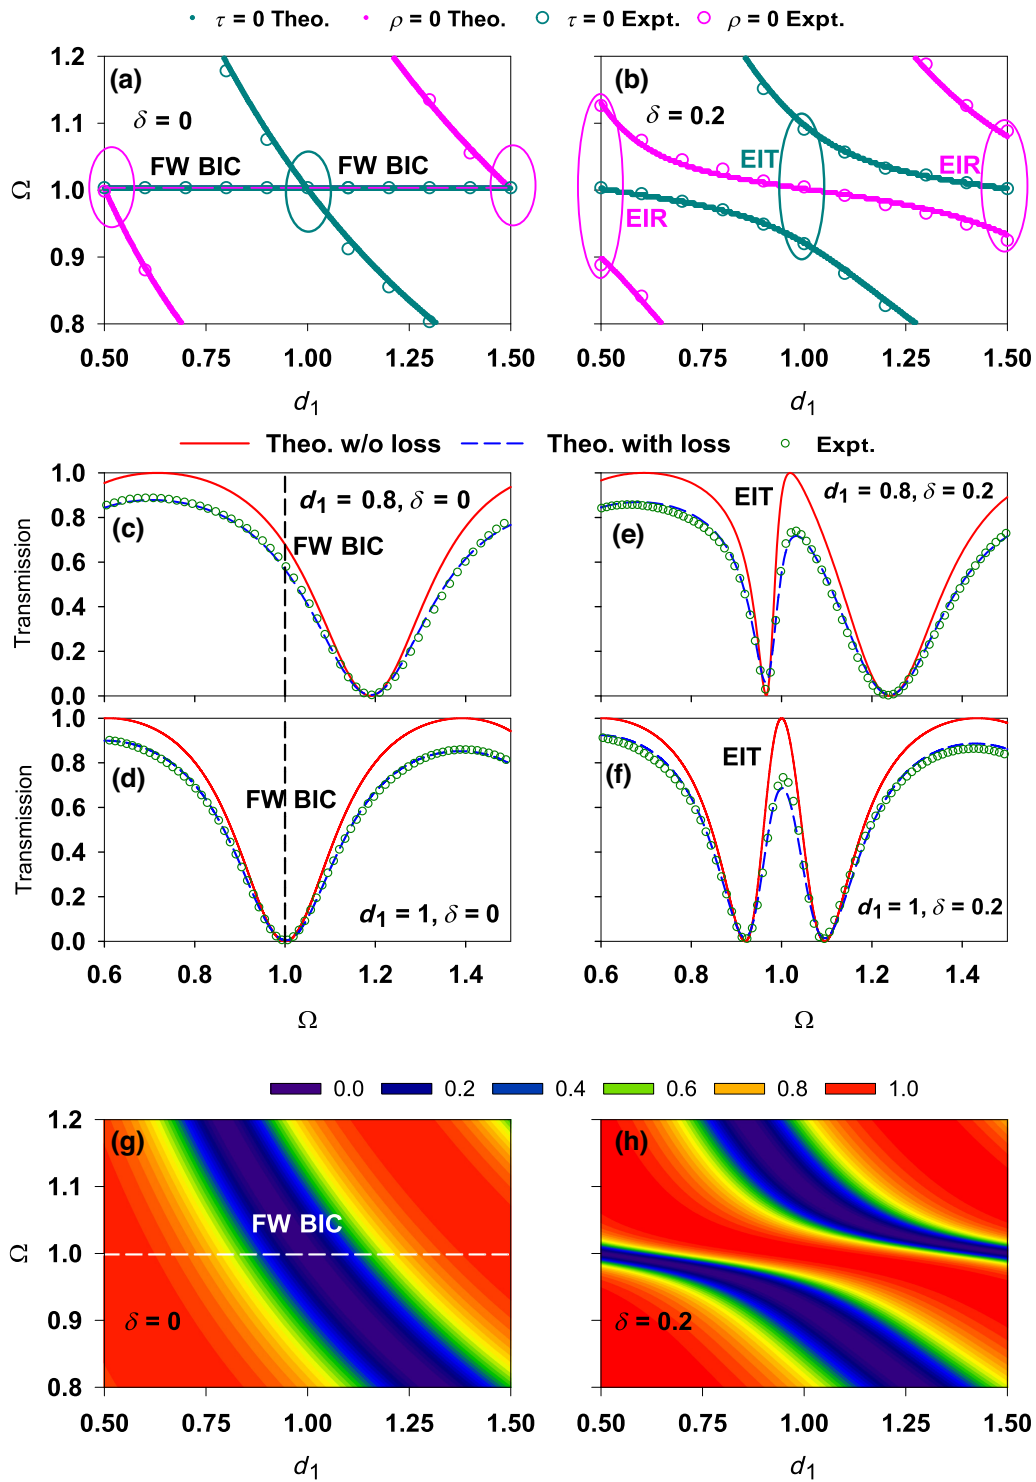 τ = 0 Theo. ρ = 0 Theo. τ = 0 Expt. ρ = 0 Expt.
(a)
δ = 0
FW BIC FW BIC
1.2
1.1
1.0
0.9
0.8
Ω
0.50 0.75 1.00 1.25 1.50
d1
(b)
δ = 0.2
EIT
EIR
EIR
0.50 0.75 1.00 1.25 1.50
d1
Theo. w/o loss Theo. with loss Expt.
1.0
0.8
0.6
0.4
0.2
0.0
Transmission
(c)
d1 = 0.8, δ = 0
FW BIC
(e)
EIT
d1 = 0.8, δ = 0.2
1.0
0.8
0.6
0.4
0.2
0.0
Transmission
(d)
FW BIC
d1 = 1, δ = 0
0.6 0.8 1.0 1.2 1.4
Ω
(f)
EIT
d1 = 1, δ = 0.2
0.6 0.8 1.0 1.2 1.4
Ω
0.0 0.2 0.4 0.6 0.8 1.0
1.2
1.1
1.0
0.9
0.8
Ω
(g)
FW BIC
δ = 0
0.50 0.75 1.00 1.25 1.50
d1
(h)
δ = 0.2
0.50 0.75 1.00 1.25 1.50
d1